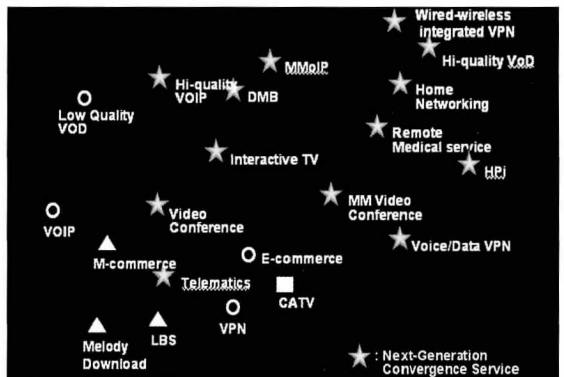 Wired-wireless
integrated VPN
Hi-quality VoD
MMoIP
Hi-quality
VOIP
DMB
Home
Networking
Low Quality
VOD
Remote
Medical service
Interactive TV
HPi
MM Video
Conference
Video
Conference
VOIP
Voice/Data VPN
M-commerce
E-commerce
Telematics
CATV
VPN
LBS
Melody
Download
: Next-Generation
Convergence Service